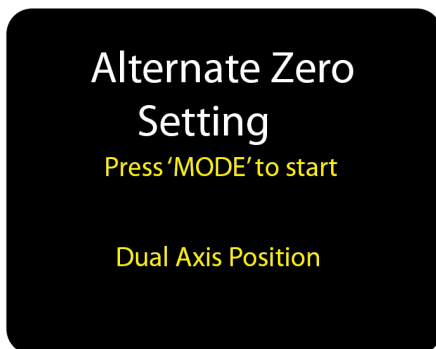 Alternate Zero
Setting
Press ‘MODE’ to start
Dual Axis Position